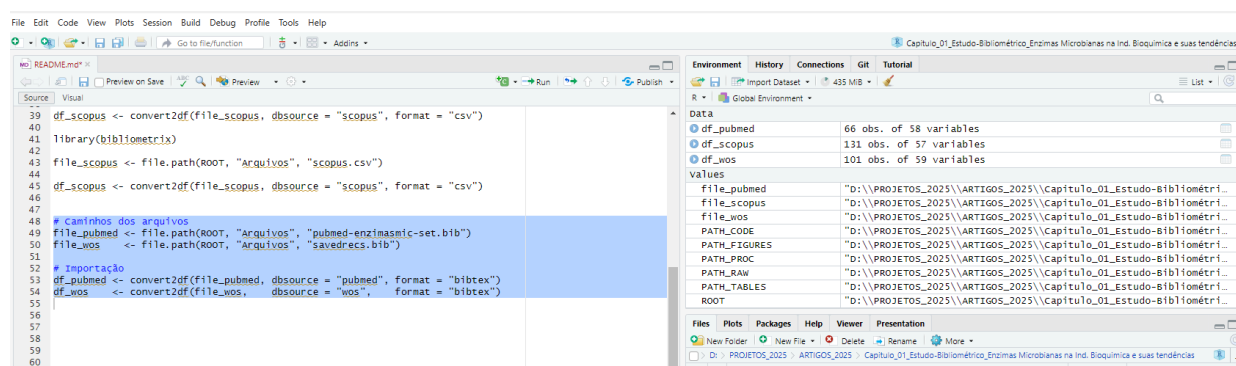 File Edit Code View Plots Session Build Debug Profile Tools Help
Go to file/function Addins
Capitulo_01_Estudo-Bibliométrico_Enzimas Microbianas na Ind. Bioquimica e suas tendências
README.md*
Preview on Save Preview Run Publish
Source Visual
39 df_scopus <- convert2df(file_scopus, dbsource = "scopus", format = "csv")
40
41 library(bibliometrix)
42
43 file_scopus <- file.path(ROOT, "Arquivos", "scopus.csv")
44
45 df_scopus <- convert2df(file_scopus, dbsource = "scopus", format = "csv")
46
47
48 # Caminhos dos arquivos
49 file_pubmed <- file.path(ROOT, "Arquivos", "pubmed-enzimasmic-set.bib")
50 file_wos <- file.path(ROOT, "Arquivos", "savedrecs.bib")
51
52 # Importação
53 df_pubmed <- convert2df(file_pubmed, dbsource = "pubmed", format = "bibtex")
54 df_wos <- convert2df(file_wos, dbsource = "wos", format = "bibtex")
55
56
57
58
59
60
Environment History Connections Git Tutorial
Import Dataset 435 MiB List
R Global Environment
Data
df_pubmed 66 obs. of 58 variables
df_scopus 131 obs. of 57 variables
df_wos 101 obs. of 59 variables
Values
file_pubmed "D:\\PROJETOS_2025\\ARTIGOS_2025\\Capitulo_01_Estudo-Bibliométri…
file_scopus "D:\\PROJETOS_2025\\ARTIGOS_2025\\Capitulo_01_Estudo-Bibliométri…
file_wos "D:\\PROJETOS_2025\\ARTIGOS_2025\\Capitulo_01_Estudo-Bibliométri…
PATH_CODE "D:\\PROJETOS_2025\\ARTIGOS_2025\\Capitulo_01_Estudo-Bibliométri…
PATH_FIGURES "D:\\PROJETOS_2025\\ARTIGOS_2025\\Capitulo_01_Estudo-Bibliométri…
PATH_PROC "D:\\PROJETOS_2025\\ARTIGOS_2025\\Capitulo_01_Estudo-Bibliométri…
PATH_RAW "D:\\PROJETOS_2025\\ARTIGOS_2025\\Capitulo_01_Estudo-Bibliométri…
PATH_TABLES "D:\\PROJETOS_2025\\ARTIGOS_2025\\Capitulo_01_Estudo-Bibliométri…
ROOT "D:\\PROJETOS_2025\\ARTIGOS_2025\\Capitulo_01_Estudo-Bibliométri…
Files Plots Packages Help Viewer Presentation
New Folder New File Delete Rename More
D: PROJETOS_2025 ARTIGOS_2025 Capitulo_01_Estudo-Bibliométrico_Enzimas Microbianas na Ind. Bioquimica e suas tendências